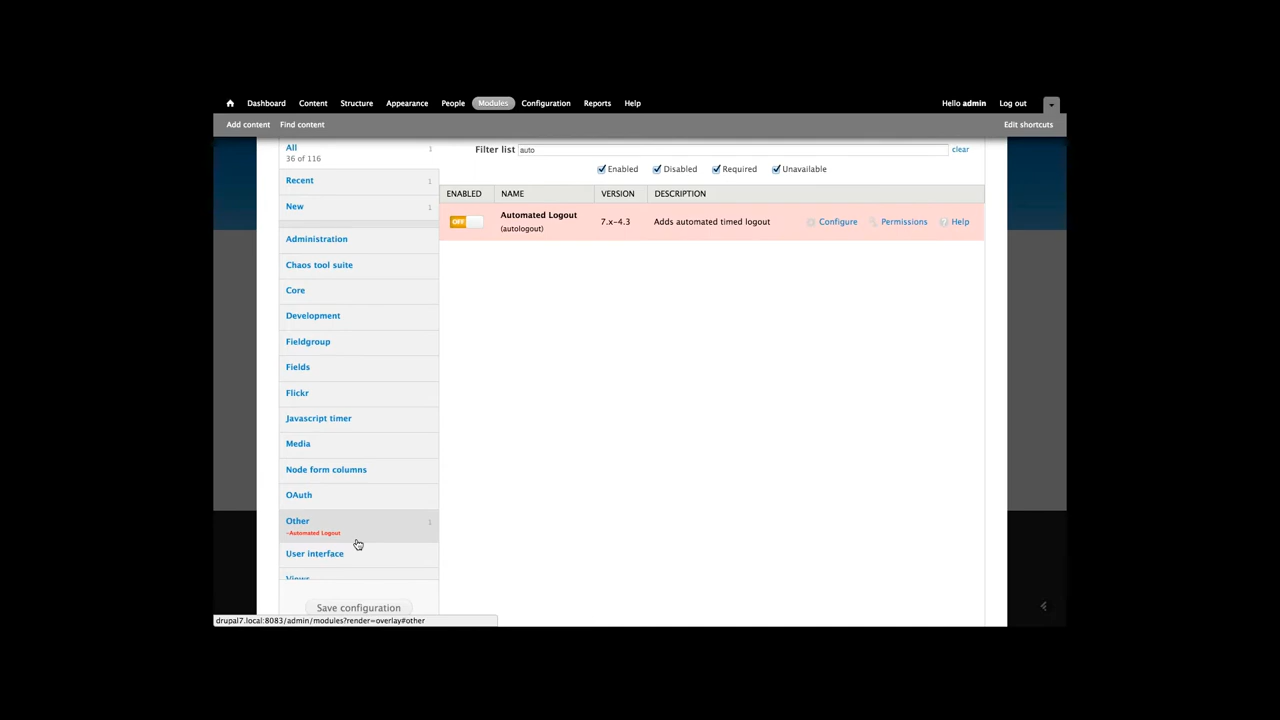 Dashboard Content Structure Appearance People Modules Configuration Reports Help Hello admin Log out
Add content Find content Edit shortcuts
All 1
36 of 116
Recent 1
New 1
Administration
Chaos tool suite
Core
Development
Fieldgroup
Fields
Flickr
Javascript timer
Media
Node form columns
OAuth
Other 1
-Automated Logout
User interface
Views
Save configuration
Filter list auto clear
Enabled Disabled Required Unavailable
ENABLED NAME VERSION DESCRIPTION
OFF Automated Logout 7.x-4.3 Adds automated timed logout Configure Permissions Help
(autologout)
drupal7.local:8083/admin/modules?render=overlay#other